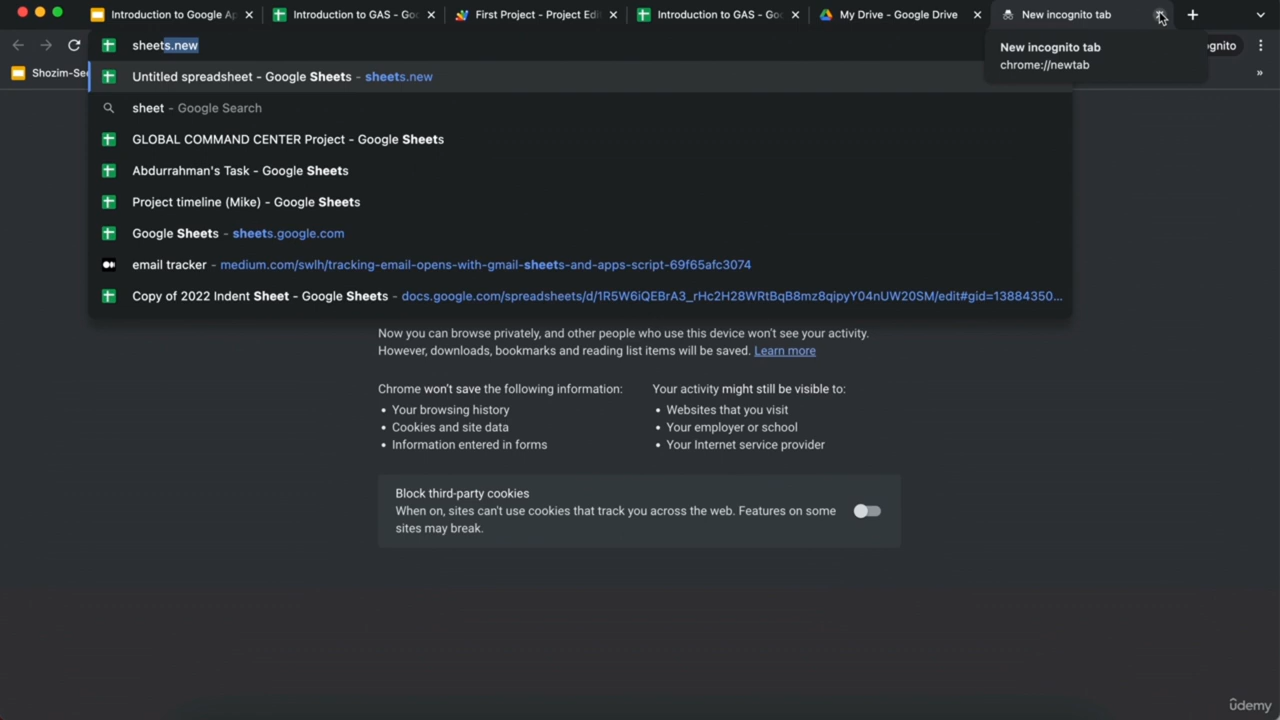 Introduction to Google Ap
Introduction to GAS - Goo
First Project - Project Edit
Introduction to GAS - Goo
My Drive - Google Drive
New incognito tab
sheets.new
Shozim-Sec
New incognito tab
chrome://newtab
»
Untitled spreadsheet - Google Sheets - sheets.new
sheet - Google Search
GLOBAL COMMAND CENTER Project - Google Sheets
Abdurrahman's Task - Google Sheets
Project timeline (Mike) - Google Sheets
Google Sheets - sheets.google.com
email tracker - medium.com/swlh/tracking-email-opens-with-gmail-sheets-and-apps-script-69f65afc3074
Copy of 2022 Indent Sheet - Google Sheets - docs.google.com/spreadsheets/d/1R5W6iQEBrA3_rHc2H28WRtBqB8mz8qipyY04nUW20SM/edit#gid=13884350...
Now you can browse privately, and other people who use this device won't see your activity.
However, downloads, bookmarks and reading list items will be saved. Learn more
Chrome won't save the following information:
• Your browsing history
• Cookies and site data
• Information entered in forms
Your activity might still be visible to:
• Websites that you visit
• Your employer or school
• Your Internet service provider
Block third-party cookies
When on, sites can't use cookies that track you across the web. Features on some
sites may break.
ûdemy